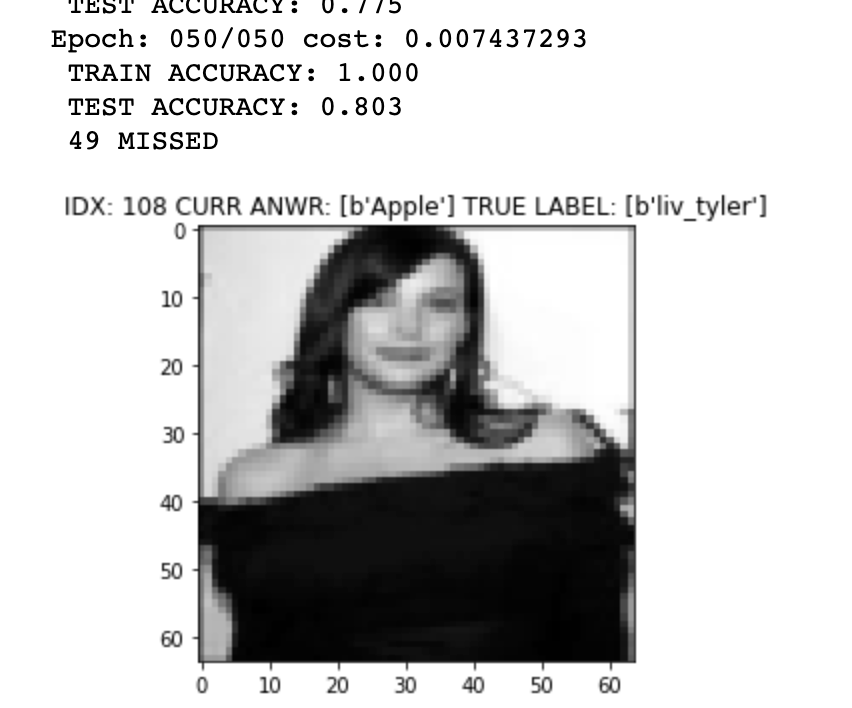 TEST ACCURACY: 0.775
Epoch: 050/050 cost: 0.007437293
TRAIN ACCURACY: 1.000
TEST ACCURACY: 0.803
49 MISSED
IDX: 108 CURR ANWR: [b'Apple'] TRUE LABEL: [b'liv_tyler']
0
10
20
30
40
50
60
0 10 20 30 40 50 60